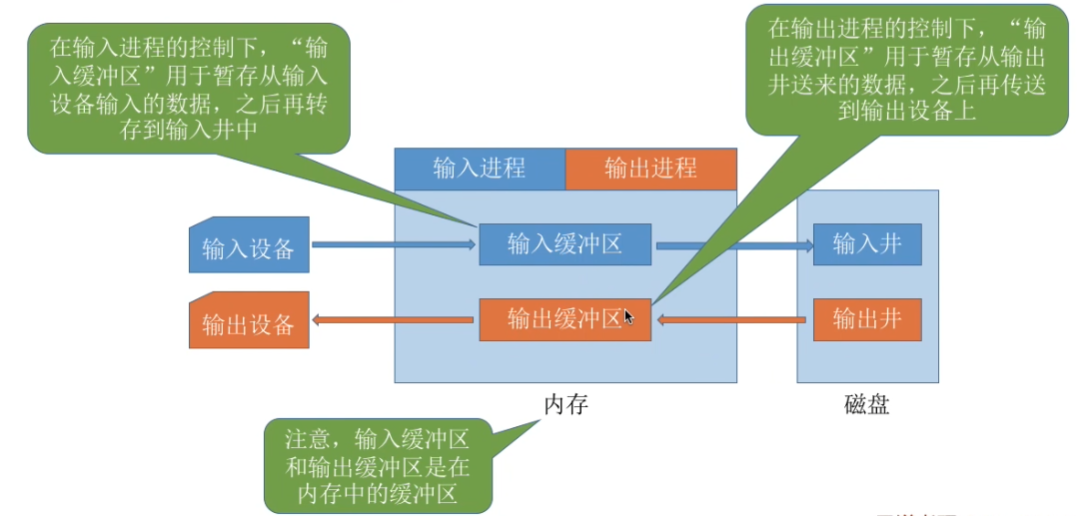 在输入进程的控制下，“输
入缓冲区”用于暂存从输入
设备输入的数据，之后再转
存到输入井中
在输出进程的控制下，“输
出缓冲区”用于暂存从输出
井送来的数据，之后再传送
到输出设备上
输入进程
输出进程
输入设备
输入缓冲区
输入井
输出设备
输出缓冲区
输出井
内存
磁盘
注意，输入缓冲区
和输出缓冲区是在
内存中的缓冲区